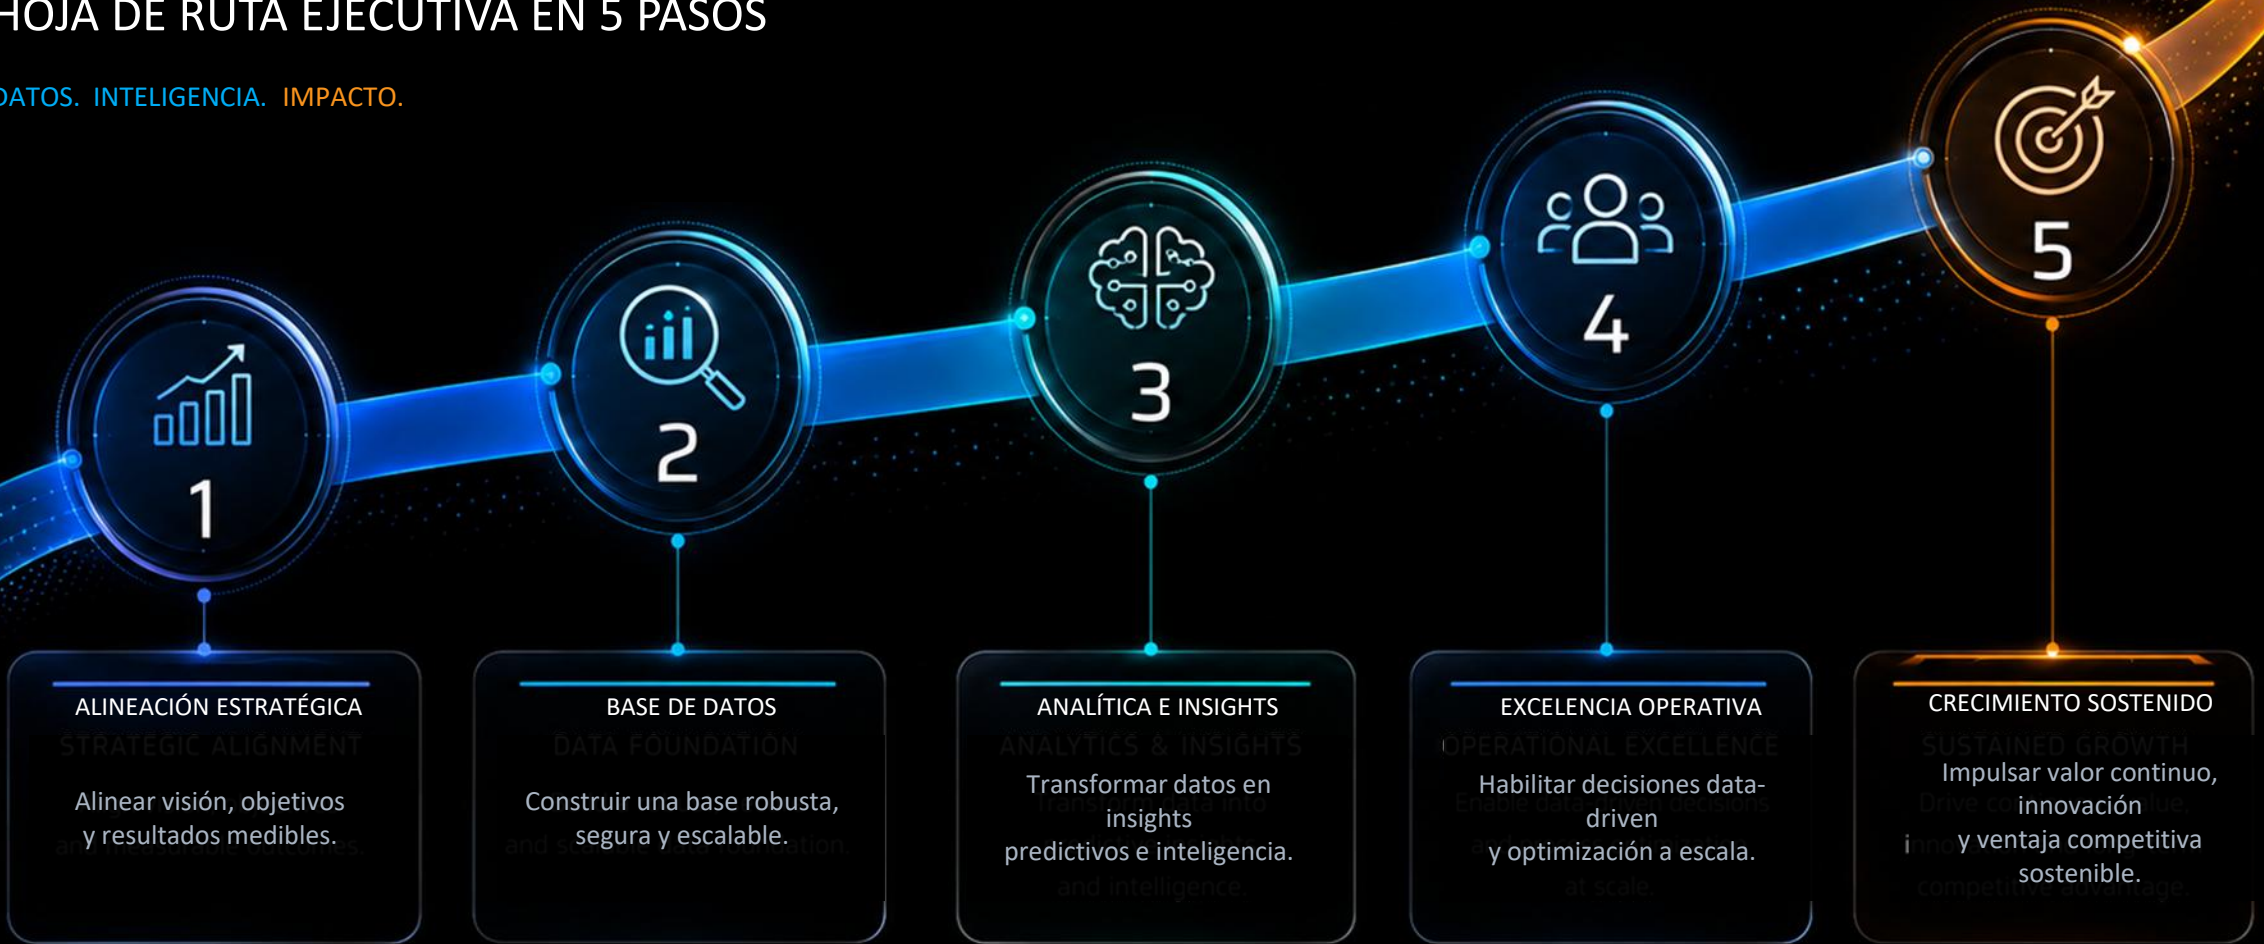 HOJA DE RUTA EJECUTIVA EN 5 PASOS
DATOS. INTELIGENCIA. IMPACTO.
1
2
3
4
5
ALINEACIÓN ESTRATÉGICA
STRATEGIC ALIGNMENT
Alinear visión, objetivos
y resultados medibles.
BASE DE DATOS
DATA FOUNDATION
Construir una base robusta,
segura y escalable.
ANALÍTICA E INSIGHTS
ANALYTICS & INSIGHTS
Transformar datos en
insights
predictivos e inteligencia.
and intelligence.
EXCELENCIA OPERATIVA
OPERATIONAL EXCELLENCE
Habilitar decisiones data-
driven
y optimización a escala.
at scale.
CRECIMIENTO SOSTENIDO
SUSTAINED GROWTH
Impulsar valor continuo,
innovación
y ventaja competitiva
sostenible.